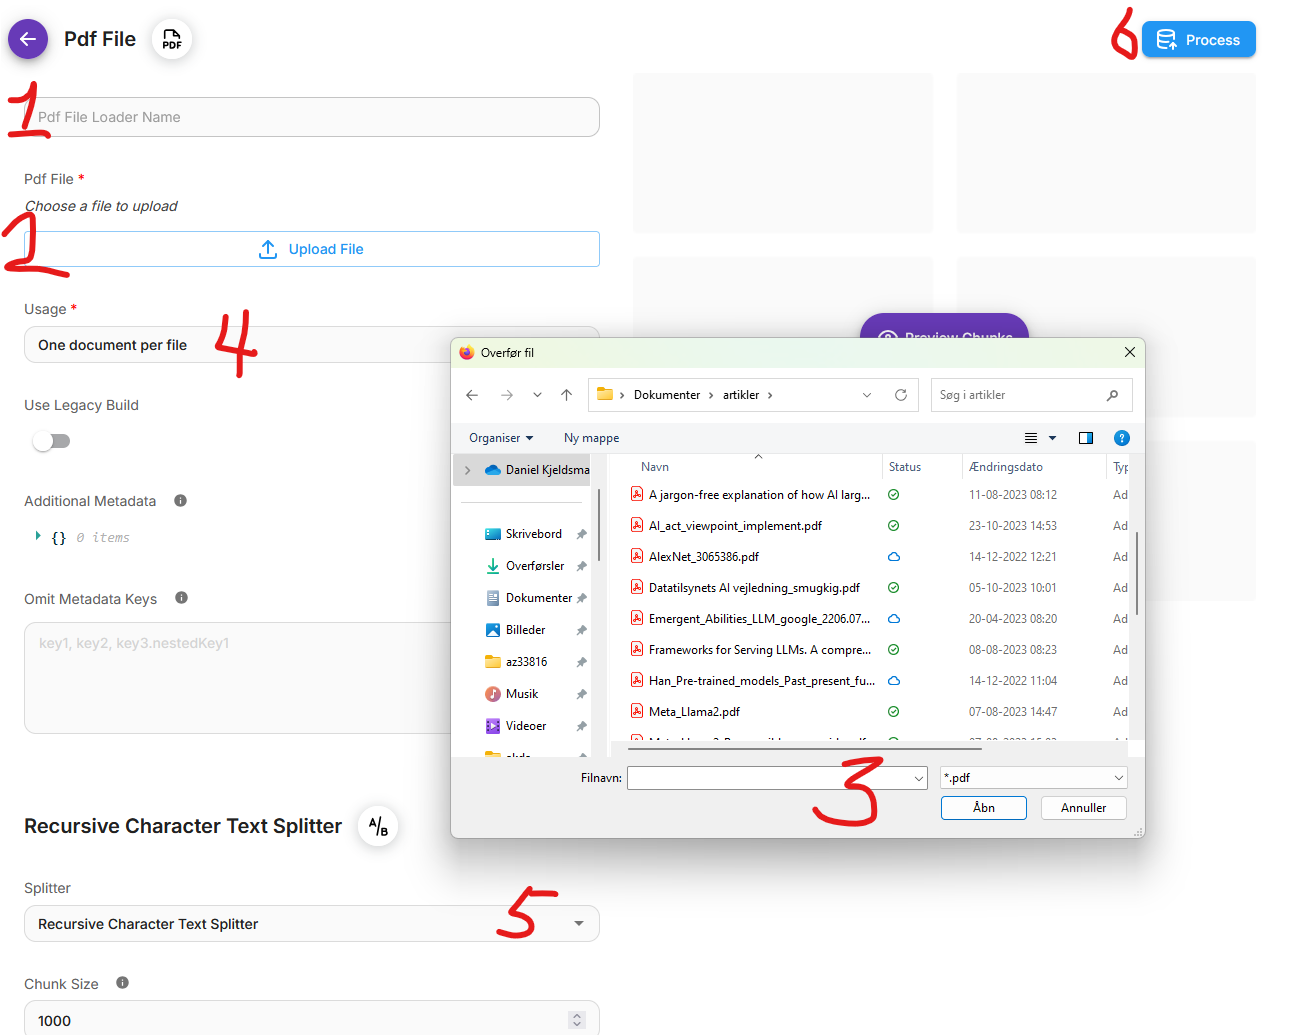 Pdf File
PDF
6
Process
1
Pdf File Loader Name
Pdf File *
Choose a file to upload
2
Upload File
Usage *
One document per file
4
Preview Chunks
Use Legacy Build
Additional Metadata
{} 0 items
Omit Metadata Keys
key1, key2, key3.nestedKey1
Overfør fil
Dokumenter
artikler
Søg i artikler
Organiser
Ny mappe
Daniel Kjeldsma
Skrivebord
Overførsler
Dokumenter
Billeder
az33816
Musik
Videoer
Navn Status Ændringsdato Typ
A jargon-free explanation of how AI larg... 11-08-2023 08:12 Ad
AI_act_viewpoint_implement.pdf 23-10-2023 14:53 Ad
AlexNet_3065386.pdf 14-12-2022 12:21 Ad
Datatilsynets AI vejledning_smugkig.pdf 05-10-2023 10:01 Ad
Emergent_Abilities_LLM_google_2206.07... 20-04-2023 08:20 Ad
Frameworks for Serving LLMs. A compre... 08-08-2023 08:23 Ad
Han_Pre-trained_models_Past_present_fu... 14-12-2022 11:04 Ad
Meta_Llama2.pdf 07-08-2023 14:47 Ad
Filnavn:
3
*.pdf
Åbn
Annuller
Recursive Character Text Splitter
A/B
Splitter
Recursive Character Text Splitter
5
Chunk Size
1000